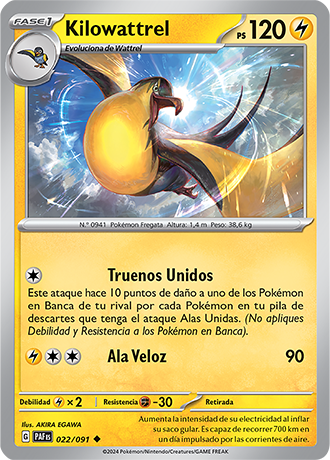 FASE 1
Kilowattrel
PS 120
Evoluciona de Wattrel
N.º 0941 Pokémon Fregata Altura: 1,4 m Peso: 38,6 kg
Truenos Unidos
Este ataque hace 10 puntos de daño a uno de los Pokémon
en Banca de tu rival por cada Pokémon en tu pila de
descartes que tenga el ataque Alas Unidas. (No apliques
Debilidad y Resistencia a los Pokémon en Banca).
Ala Veloz 90
Debilidad x 2 Resistencia -30 Retirada
Ilus. AKIRA EGAWA
G PAF ES 022/091
Aumenta la intensidad de su electricidad al inflar
su saco gular. Es capaz de recorrer 700 km en
un día impulsado por las corrientes de aire.
©2024 Pokémon/Nintendo/Creatures/GAME FREAK